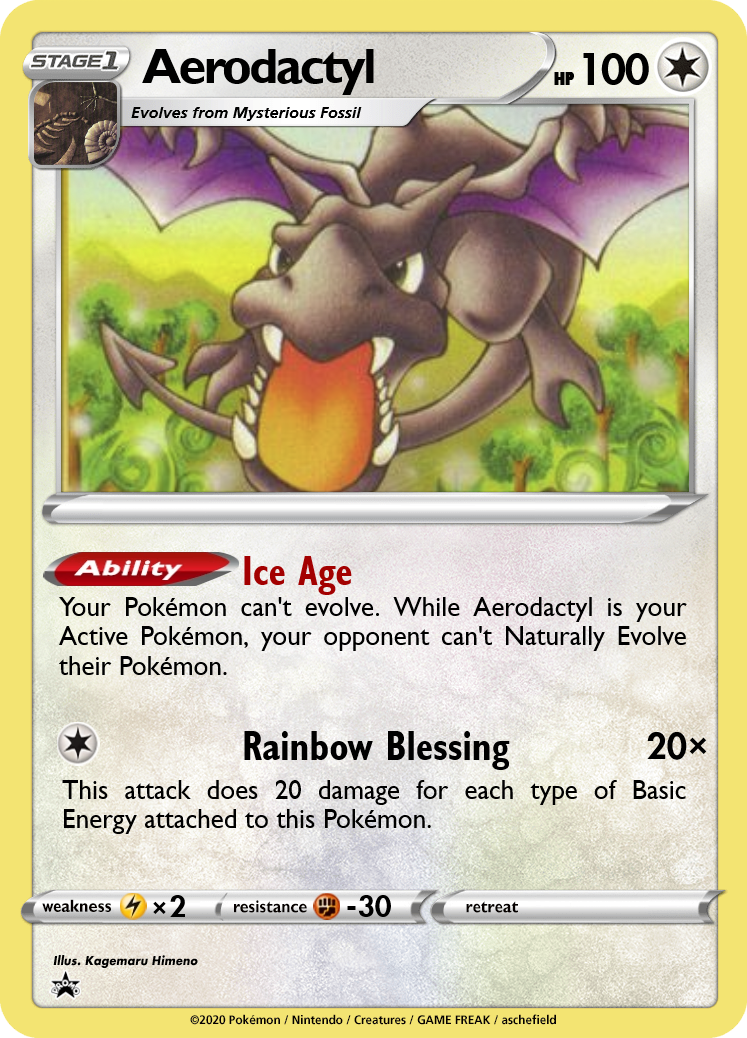 STAGE1
Aerodactyl
HP 100
Evolves from Mysterious Fossil
Ability
Ice Age
Your Pokémon can't evolve. While Aerodactyl is your
Active Pokémon, your opponent can't Naturally Evolve
their Pokémon.
Rainbow Blessing 20×
This attack does 20 damage for each type of Basic
Energy attached to this Pokémon.
weakness ×2 resistance -30 retreat
Illus. Kagemaru Himeno
©2020 Pokémon / Nintendo / Creatures / GAME FREAK / aschefield